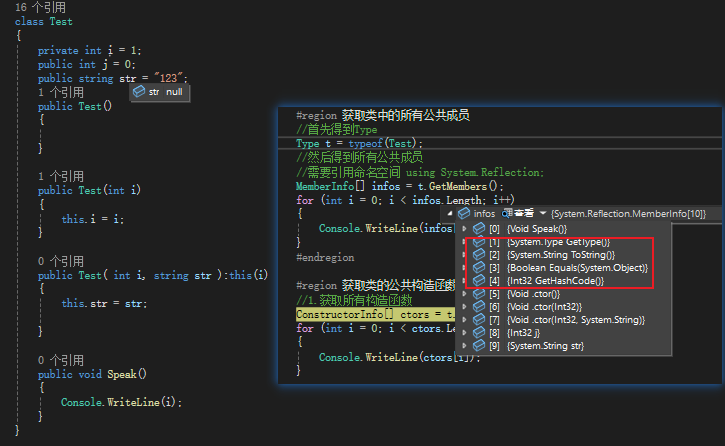 16 个引用
class Test
{
private int i = 1;
public int j = 0;
public string str = "123";
1 个引用
str null
public Test()
{
}
1 个引用
public Test(int i)
{
this.i = i;
}
0 个引用
public Test( int i, string str ):this(i)
{
this.str = str;
}
0 个引用
public void Speak()
{
Console.WriteLine(i);
}
}
#region 获取类中的所有公共成员
//首先得到Type
Type t = typeof(Test);
//然后得到所有公共成员
//需要引用命名空间 using System.Reflection;
MemberInfo[] infos = t.GetMembers();
for (int i = 0; i < infos.Length; i++)
{
Console.WriteLine(infos
}
#endregion
#region 获取类的公共构造函数
//1.获取所有构造函数
ConstructorInfo[] ctors = t.
for (int i = 0; i < ctors.Le
{
Console.WriteLine(ctors[i]);
}
infos 查看 {System.Reflection.MemberInfo[10]}
[0] {Void Speak()}
[1] {System.Type GetType()}
[2] {System.String ToString()}
[3] {Boolean Equals(System.Object)}
[4] {Int32 GetHashCode()}
[5] {Void .ctor()}
[6] {Void .ctor(Int32)}
[7] {Void .ctor(Int32, System.String)}
[8] {Int32 j}
[9] {System.String str}